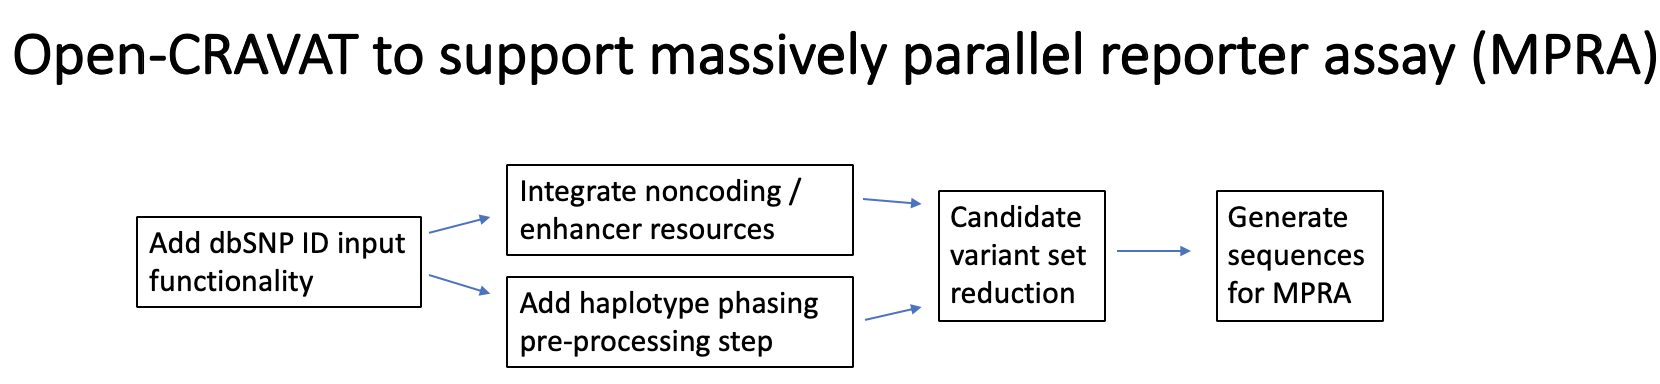 Open-CRAVAT to support massively parallel reporter assay (MPRA)
Add dbSNP ID input
functionality
Integrate noncoding /
enhancer resources
Add haplotype phasing
pre-processing step
Candidate
variant set
reduction
Generate
sequences
for MPRA